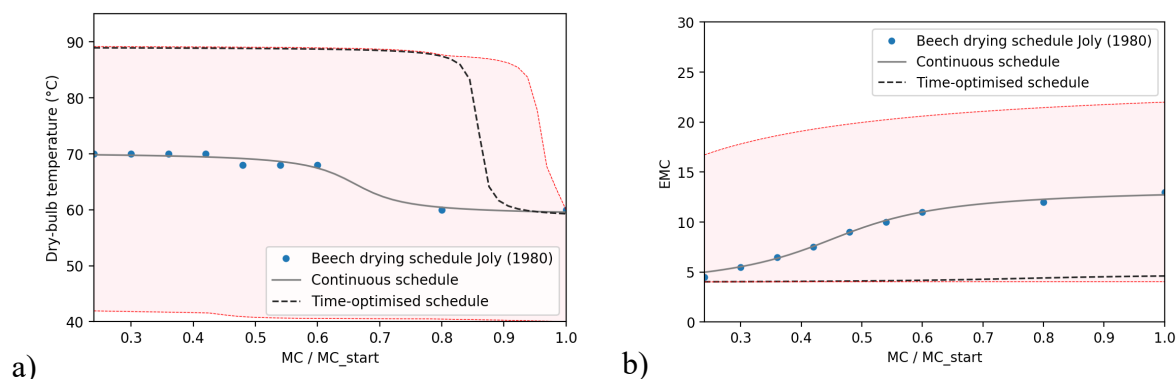 90
80
70
60
50
40
Dry-bulb temperature (°C)
Beech drying schedule Joly (1980)
Continuous schedule
Time-optimised schedule
0.3 0.4 0.5 0.6 0.7 0.8 0.9 1.0
MC / MC_start
a)
30
25
20
15
10
5
0
EMC
Beech drying schedule Joly (1980)
Continuous schedule
Time-optimised schedule
0.3 0.4 0.5 0.6 0.7 0.8 0.9 1.0
MC / MC_start
b)